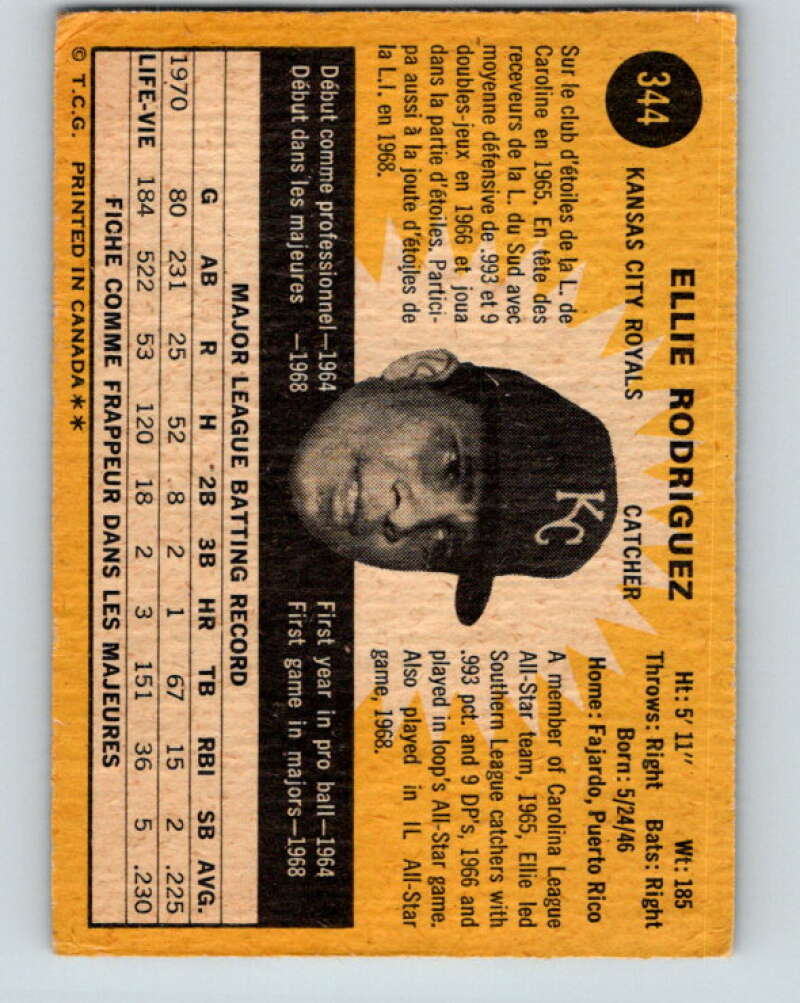 344
ELLIE RODRIGUEZ
KANSAS CITY ROYALS CATCHER
Ht: 5' 11" Wt: 185
Throws: Right Bats: Right
Born: 5/24/46
Home: Fajardo, Puerto Rico
Sur le club d'étoiles de la L. de
Caroline en 1965. En tête des
receveurs de la L. du Sud avec
moyenne défensive de .993 et 9
doubles-jeux en 1966 et joua
dans la partie d'étoiles. Partici-
pa aussi à la joute d'étoiles de
la L.I. en 1968.
KC
A member of Carolina League
All-Star team, 1965, Ellie led
Southern League catchers with
.993 pct. and 9 DP's, 1966 and
played in loop's All-Star game.
Also played in IL All-Star
game, 1968.
Début comme professionnel—1964
Début dans les majeures —1968
First year in pro ball—1964
First game in majors—1968
MAJOR LEAGUE BATTING RECORD
G AB R H 2B 3B HR TB RBI SB AVG.
1970 80 231 25 52 8 2 1 67 15 2 .225
LIFE-VIE 184 522 53 120 18 2 3 151 36 5 .230
FICHE COMME FRAPPEUR DANS LES MAJEURES
© T.C.G. PRINTED IN CANADA**